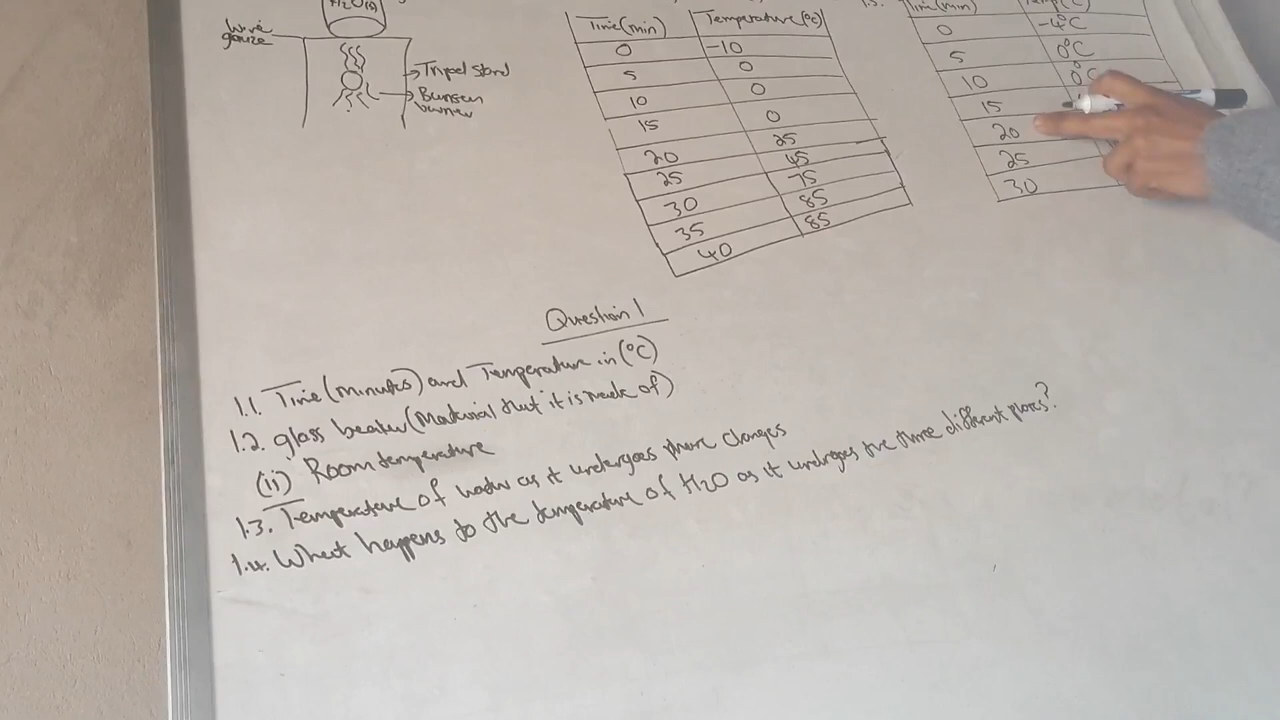 H2O(s)
wire
gauze
Tripod stand
Bunsen
burner
Time(min) Temperature(°C)
0 -10
5 0
10 0
15 0
20 25
25 45
30 75
35 85
40 85
1.5.
Time(min) Temp(°C)
0 -4°C
5 0°C
10 0°C
15
20
25
30
Question 1
1.1. Time(minutes) and Temperature in(°C)
1.2. glass beaker(Material that it is made of)
(ii) Room temperature
1.3. Temperature of water as it undergoes phase changes
1.4. What happens to the temperature of H2O as it undergoes the three different phases?